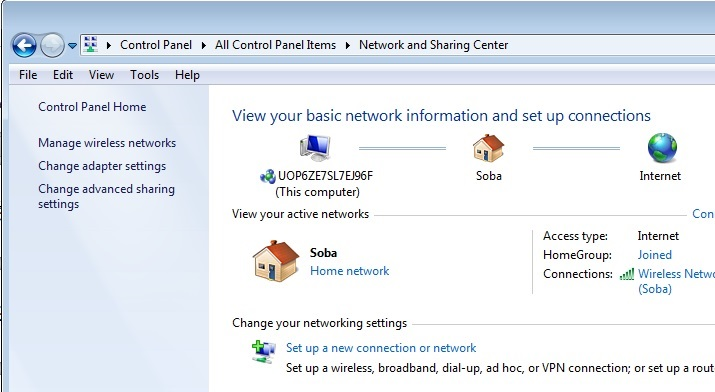 Control Panel
All Control Panel Items
Network and Sharing Center
File Edit View Tools Help
Control Panel Home
Manage wireless networks
Change adapter settings
Change advanced sharing
settings
View your basic network information and set up connections
UOP6ZE7SL7EJ96F
(This computer)
Soba
Internet
View your active networks
Con
Soba
Home network
Access type: Internet
HomeGroup: Joined
Connections: Wireless Netw
(Soba)
Change your networking settings
Set up a new connection or network
Set up a wireless, broadband, dial-up, ad hoc, or VPN connection; or set up a rout